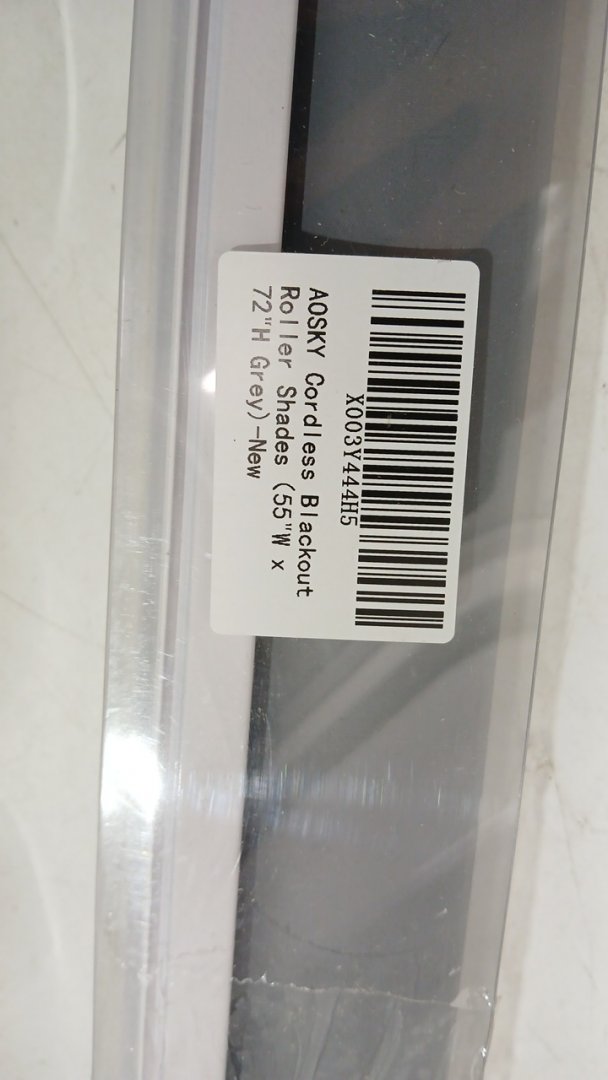 X003Y444H5
AOSKY Cordless Blackout
Roller Shades (55"W x
72"H Grey)-New